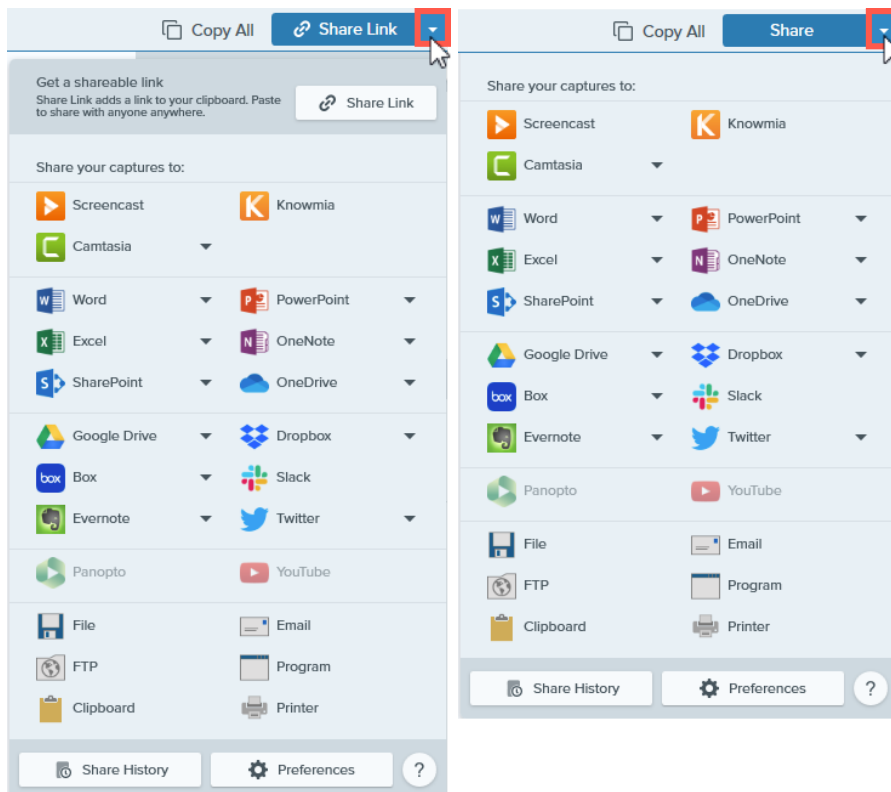 Copy All Share Link
Get a shareable link
Share Link adds a link to your clipboard. Paste
to share with anyone anywhere.
Share Link
Share your captures to:
Screencast Knowmia
Camtasia
Word PowerPoint
Excel OneNote
SharePoint OneDrive
Google Drive Dropbox
box Box Slack
Evernote Twitter
Panopto YouTube
File Email
FTP Program
Clipboard Printer
Share History Preferences ?
Copy All Share
Share your captures to:
Screencast Knowmia
Camtasia
Word PowerPoint
Excel OneNote
SharePoint OneDrive
Google Drive Dropbox
box Box Slack
Evernote Twitter
Panopto YouTube
File Email
FTP Program
Clipboard Printer
Share History Preferences ?